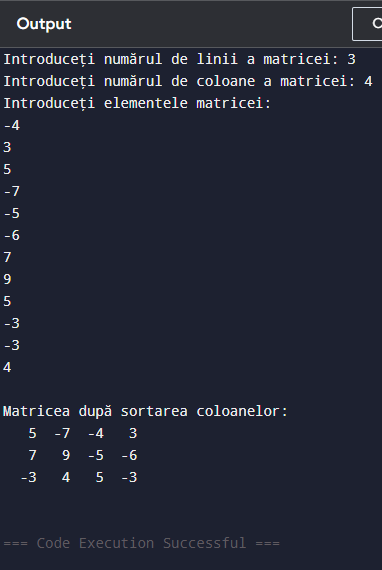 Output
Introduceți numărul de linii a matricei: 3
Introduceți numărul de coloane a matricei: 4
Introduceți elementele matricei:
-4
3
5
-7
-5
-6
7
9
5
-3
-3
4
Matricea după sortarea coloanelor:
5 -7 -4 3
7 9 -5 -6
-3 4 5 -3
=== Code Execution Successful ===